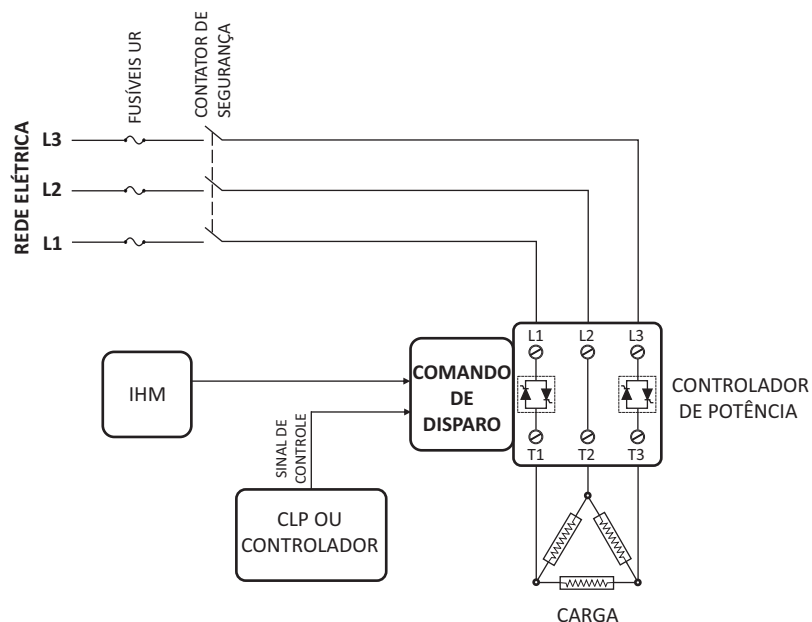 FUSÍVEIS UR
CONTATOR DE
SEGURANÇA
REDE ELÉTRICA
L3
L2
L1
L1
L2
L3
IHM
COMANDO
DE
DISPARO
CONTROLADOR
DE POTÊNCIA
T1
T2
T3
SINAL DE
CONTROLE
CLP OU
CONTROLADOR
CARGA